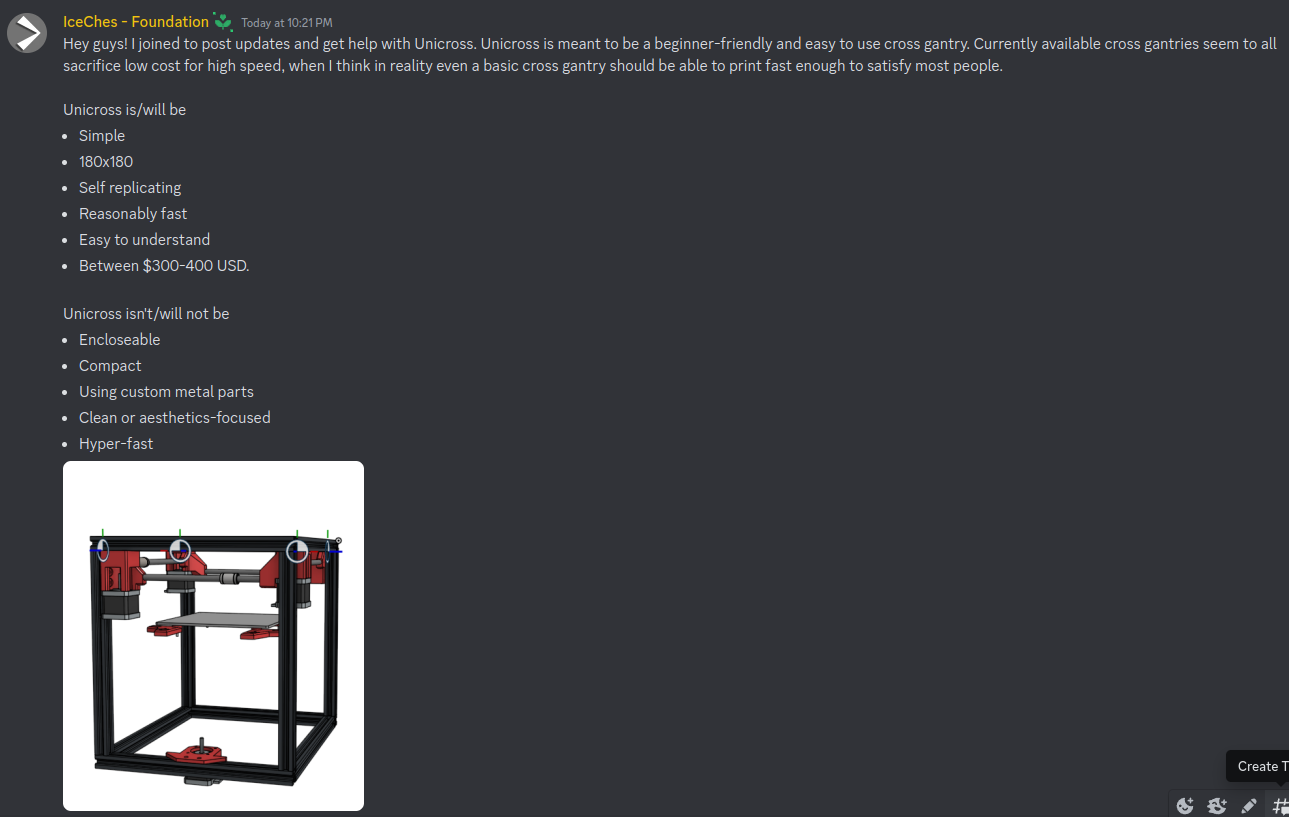 IceChes - Foundation Today at 10:21 PM
Hey guys! I joined to post updates and get help with Unicross. Unicross is meant to be a beginner-friendly and easy to use cross gantry. Currently available cross gantries seem to all
sacrifice low cost for high speed, when I think in reality even a basic cross gantry should be able to print fast enough to satisfy most people.
Unicross is/will be
• Simple
• 180x180
• Self replicating
• Reasonably fast
• Easy to understand
• Between $300-400 USD.
Unicross isn't/will not be
• Encloseable
• Compact
• Using custom metal parts
• Clean or aesthetics-focused
• Hyper-fast
Create T